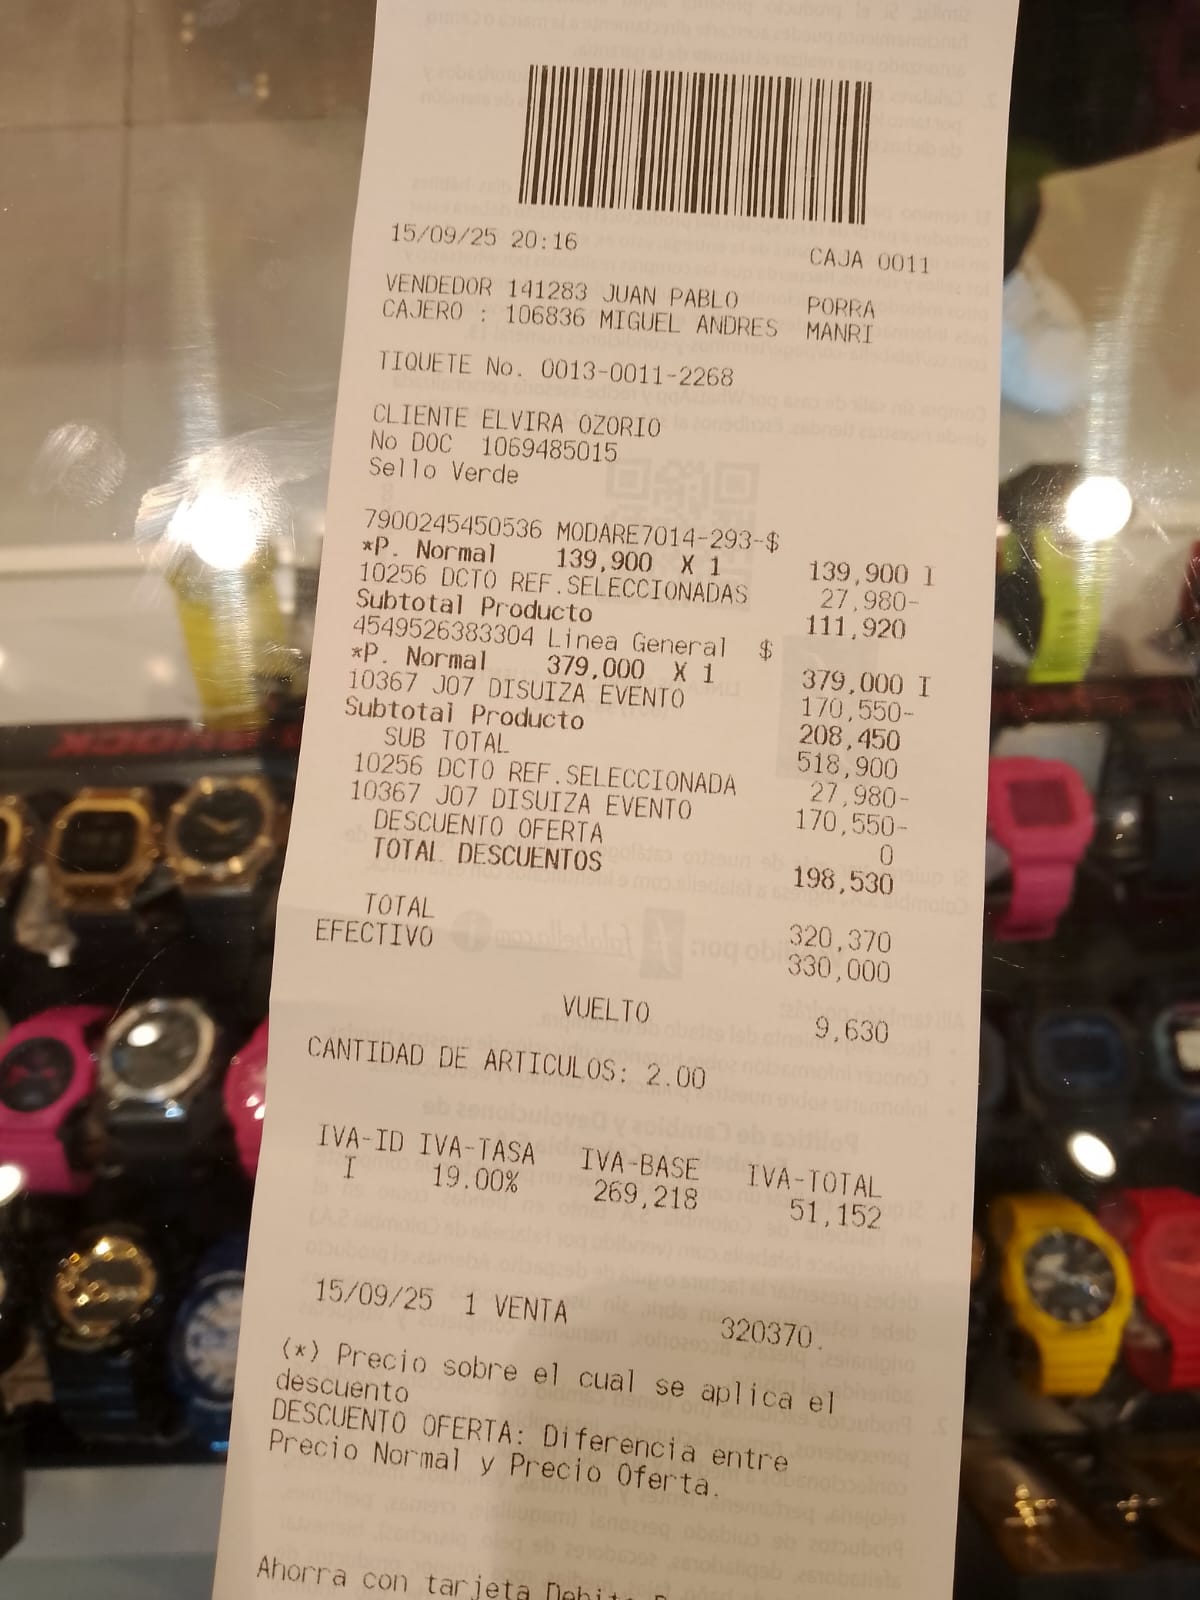 15/09/25 20:16 CAJA 0011
VENDEDOR 141283 JUAN PABLO PORRA
CAJERO : 106836 MIGUEL ANDRES MANRI
TIQUETE No. 0013-0011-2268
CLIENTE ELVIRA OZORIO
No DOC 1069485015
Sello Verde
7900245450536 MODARE7014-293-$
*P. Normal 139,900 X 1 139,900 I
10256 DCTO REF.SELECCIONADAS 27,980-
Subtotal Producto 111,920
4549526383304 Linea General $
*P. Normal 379,000 X 1 379,000 I
10367 J07 DISUIZA EVENTO 170,550-
Subtotal Producto 208,450
SUB TOTAL 518,900
10256 DCTO REF.SELECCIONADA 27,980-
10367 J07 DISUIZA EVENTO 170,550-
DESCUENTO OFERTA 0
TOTAL DESCUENTOS 198,530
TOTAL 320,370
EFECTIVO 330,000
VUELTO 9,630
CANTIDAD DE ARTICULOS: 2.00
IVA-ID IVA-TASA IVA-BASE IVA-TOTAL
I 19.00% 269,218 51,152
15/09/25 1 VENTA 320370.
(*) Precio sobre el cual se aplica el
descuento
DESCUENTO OFERTA: Diferencia entre
Precio Normal y Precio Oferta.
Ahorra con tarjeta Debito